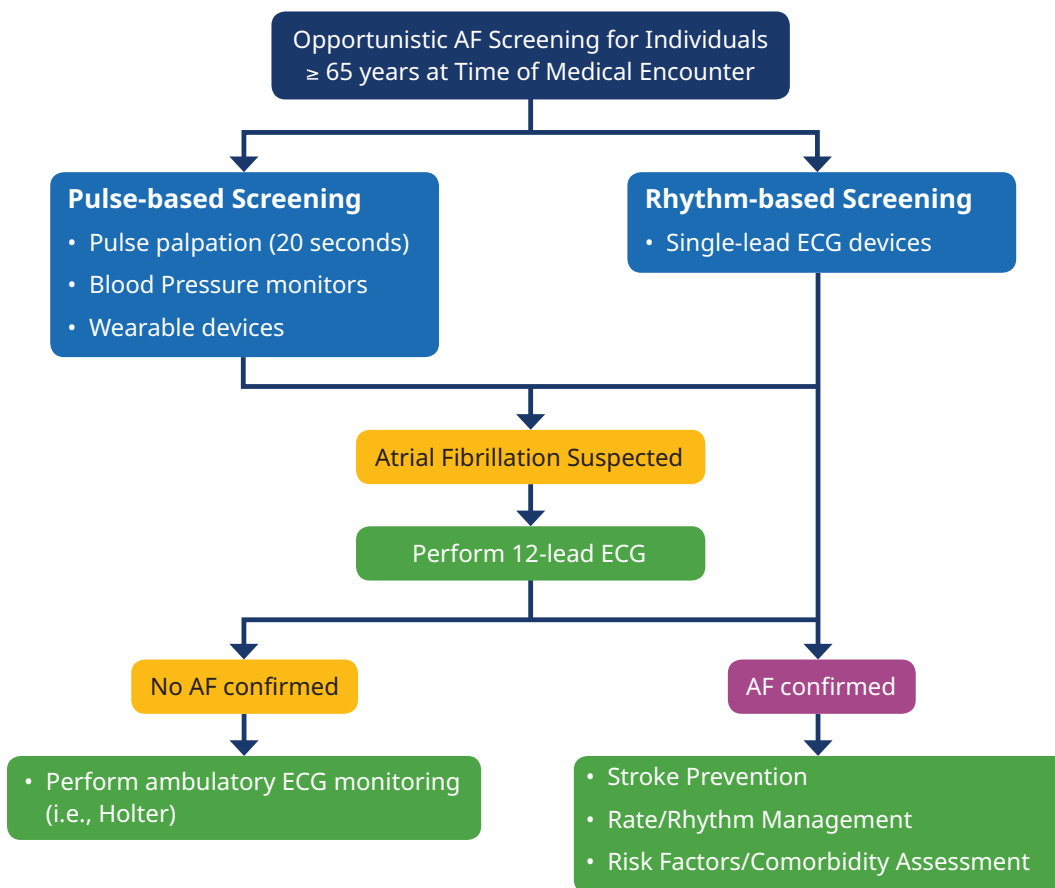 Opportunistic AF Screening for Individuals
≥ 65 years at Time of Medical Encounter
Pulse-based Screening
• Pulse palpation (20 seconds)
• Blood Pressure monitors
• Wearable devices
Rhythm-based Screening
• Single-lead ECG devices
Atrial Fibrillation Suspected
Perform 12-lead ECG
No AF confirmed
AF confirmed
• Perform ambulatory ECG monitoring
(i.e., Holter)
• Stroke Prevention
• Rate/Rhythm Management
• Risk Factors/Comorbidity Assessment